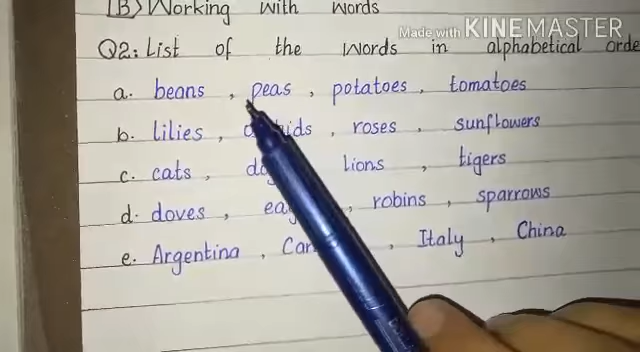 (B) Working with words
Made with KINEMASTER
Q2: List of the words in alphabetical orde
a. beans , peas , potatoes , tomatoes
b. lilies , roses , sunflowers
c. cats , lions , tigers
d. doves , robins , sparrows
e. Argentina , Italy , China